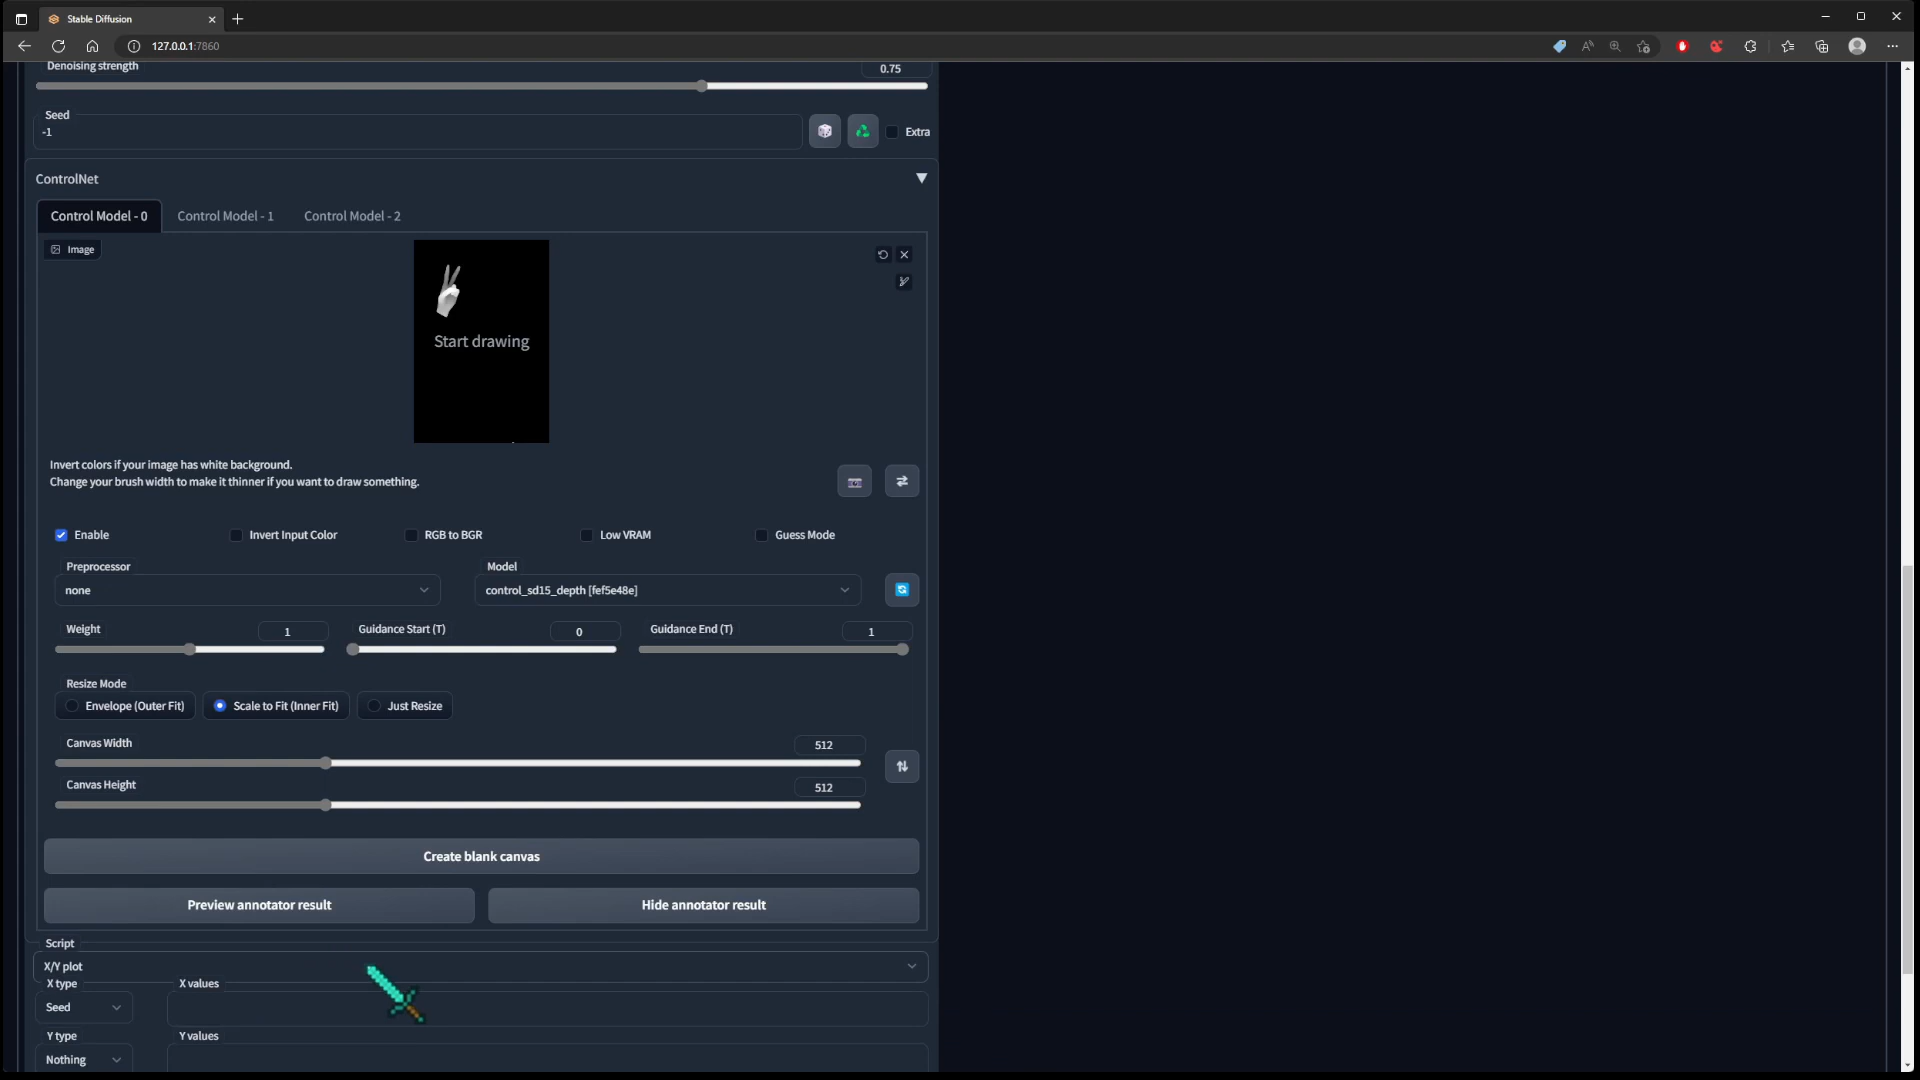 Stable Diffusion
127.0.0.1:7860
Denoising strength
0.75
Seed
-1
Extra
ControlNet
Control Model - 0
Control Model - 1
Control Model - 2
Image
Start drawing
Invert colors if your image has white background.
Change your brush width to make it thinner if you want to draw something.
Enable
Invert Input Color
RGB to BGR
Low VRAM
Guess Mode
Preprocessor
Model
none
control_sd15_depth [fef5e48e]
Weight
1
Guidance Start (T)
0
Guidance End (T)
1
Resize Mode
Envelope (Outer Fit)
Scale to Fit (Inner Fit)
Just Resize
Canvas Width
512
Canvas Height
512
Create blank canvas
Preview annotator result
Hide annotator result
Script
X/Y plot
X type
X values
Seed
Y type
Y values
Nothing